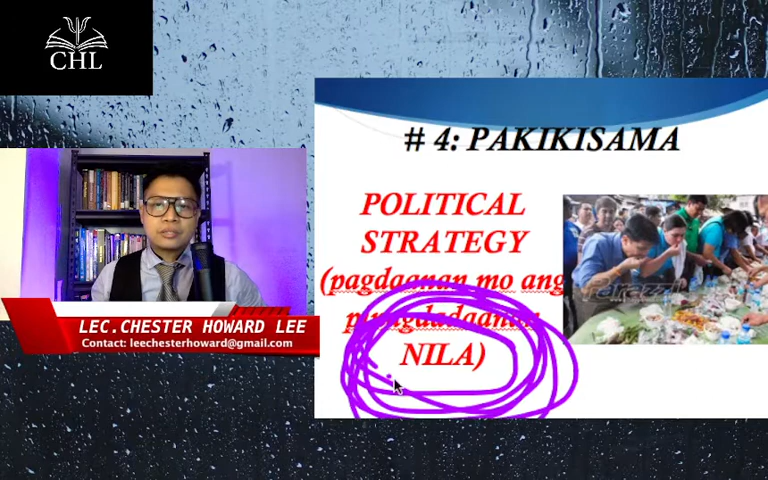 CHL
LEC.CHESTER HOWARD LEE
Contact: leechesterhoward@gmail.com
# 4: PAKIKISAMA
POLITICAL
STRATEGY
(pagdaanan mo ang
NILA)